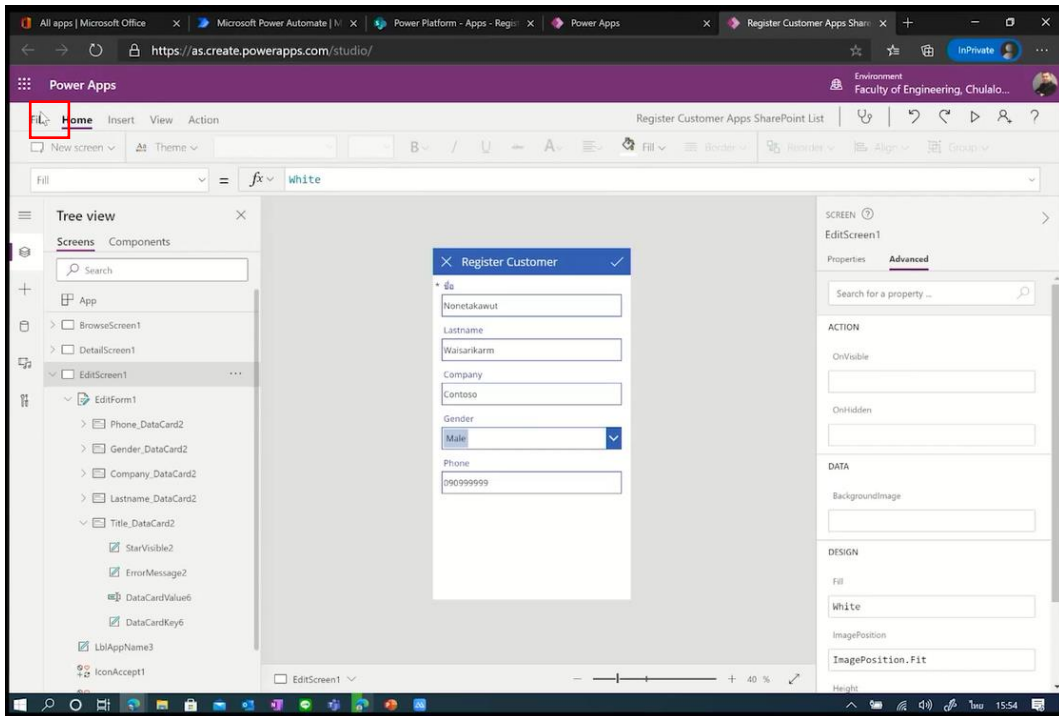 All apps | Microsoft Office
Microsoft Power Automate | M
Power Platform - Apps - Regist
Power Apps
Register Customer Apps Share
https://as.create.powerapps.com/studio/
InPrivate
Power Apps
Environment
Faculty of Engineering, Chulalo...
File Home Insert View Action
Register Customer Apps SharePoint List
New screen
Theme
B I U A
Fill
Border
Reorder
Align
Group
Fill
= fx White
Tree view
Screens Components
Search
App
BrowseScreen1
DetailScreen1
EditScreen1
EditForm1
Phone_DataCard2
Gender_DataCard2
Company_DataCard2
Lastname_DataCard2
Title_DataCard2
StarVisible2
ErrorMessage2
DataCardValue6
DataCardKey6
LblAppName3
IconAccept1
Register Customer
* ชื่อ
Nonetakawut
Lastname
Waisarikarm
Company
Contoso
Gender
Male
Phone
090999999
EditScreen1
40 %
SCREEN
EditScreen1
Properties Advanced
Search for a property ...
ACTION
OnVisible
OnHidden
DATA
BackgroundImage
DESIGN
Fill
White
ImagePosition
ImagePosition.Fit
Height
ไทย 15:54